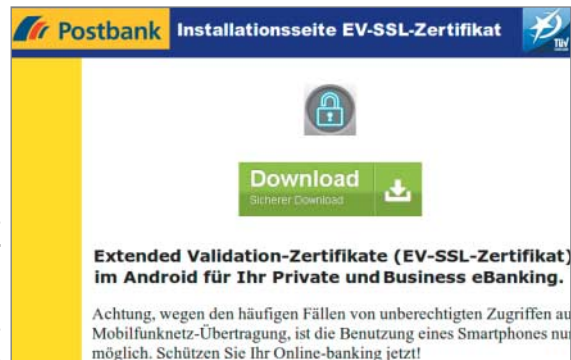 Postbank Installationsseite EV-SSL-Zertifikat
TÜV
Download
Sicherer Download
Extended Validation-Zertifikate (EV-SSL-Zertifikat)
im Android für Ihr Private und Business eBanking.
Achtung, wegen den häufigen Fällen von unberechtigten Zugriffen au
Mobilfunknetz-Übertragung, ist die Benutzung eines Smartphones nur
möglich. Schützen Sie Ihr Online-banking jetzt!